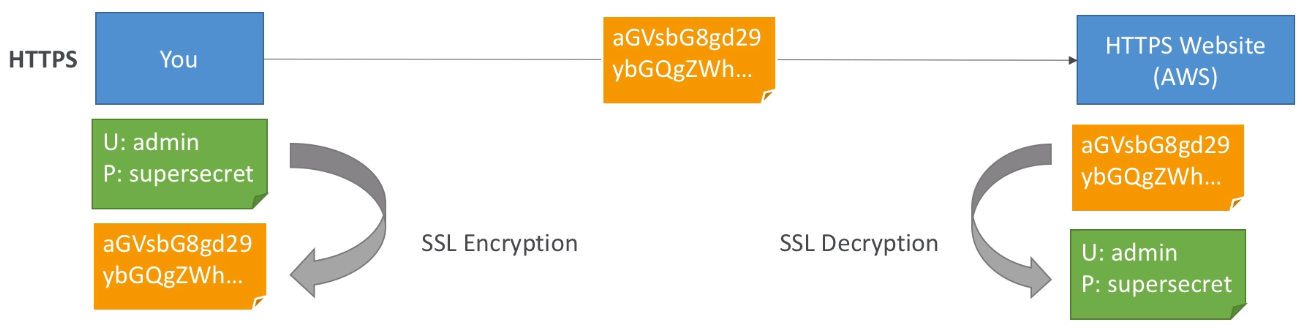 HTTPS
You
aGVsbG8gd29
ybGQgZWh...
HTTPS Website
(AWS)
U: admin
P: supersecret
aGVsbG8gd29
ybGQgZWh...
SSL Encryption
SSL Decryption
aGVsbG8gd29
ybGQgZWh...
U: admin
P: supersecret